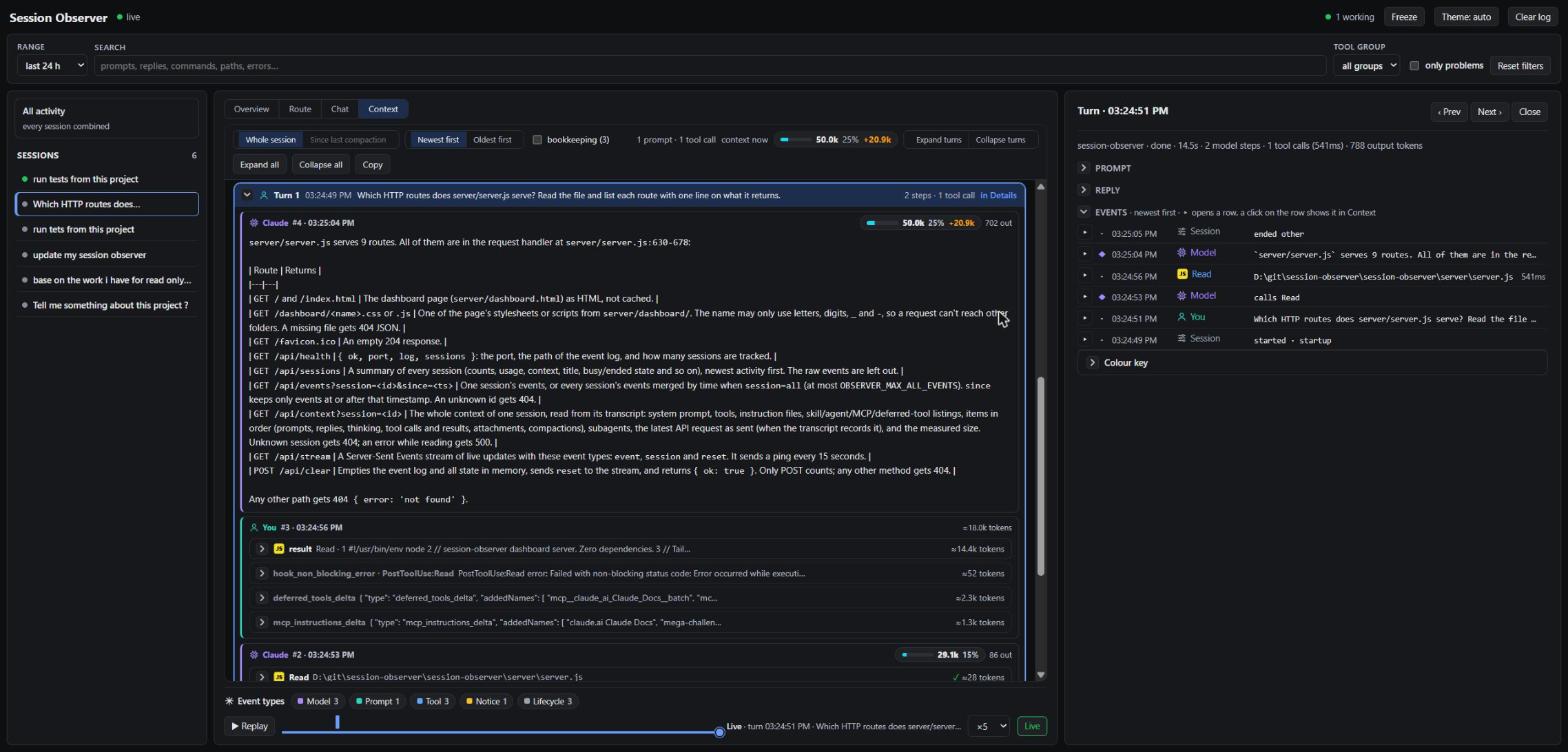 Session Observer live
1 working Freeze Theme: auto Clear log
RANGE SEARCH TOOL GROUP
last 24 h prompts, replies, commands, paths, errors... all groups only problems Reset filters
All activity
every session combined
SESSIONS 6
run tests from this project
Which HTTP routes does...
run tets from this project
update my session observer
base on the work i have for read only...
Tell me something about this project ?
Overview Route Chat Context
Whole session Since last compaction Newest first Oldest first bookkeeping (3) 1 prompt · 1 tool call context now 50.0k 25% +20.9k Expand turns Collapse turns
Expand all Collapse all Copy
Turn 1 03:24:49 PM Which HTTP routes does server/server.js serve? Read the file and list each route with one line on what it returns. 2 steps · 1 tool call in Details
Claude #4 · 03:25:04 PM 50.0k 25% +20.9k 702 out
server/server.js serves 9 routes. All of them are in the request handler at server/server.js:630-678:
| Route | Returns |
|---|---|
| GET / and /index.html | The dashboard page (server/dashboard.html) as HTML, not cached. |
| GET /dashboard/<name>.css or .js | One of the page's stylesheets or scripts from server/dashboard/. The name may only use letters, digits, _ and -, so a request can't reach other
folders. A missing file gets 404 JSON. |
| GET /favicon.ico | An empty 204 response. |
| GET /api/health | { ok, port, log, sessions }: the port, the path of the event log, and how many sessions are tracked. |
| GET /api/sessions | A summary of every session (counts, usage, context, title, busy/ended state and so on), newest activity first. The raw events are left out. |
| GET /api/events?session=<id>&since=<ts> | One session's events, or every session's events merged by time when session=all (at most OBSERVER_MAX_ALL_EVENTS). since
keeps only events at or after that timestamp. An unknown id gets 404. |
| GET /api/context?session=<id> | The whole context of one session, read from its transcript: system prompt, tools, instruction files, skill/agent/MCP/deferred-tool listings, items in
order (prompts, replies, thinking, tool calls and results, attachments, compactions), subagents, the latest API request as sent (when the transcript records it), and the measured size.
Unknown session gets 404; an error while reading gets 500. |
| GET /api/stream | A Server-Sent Events stream of live updates with these event types: event, session and reset. It sends a ping every 15 seconds. |
| POST /api/clear | Empties the event log and all state in memory, sends reset to the stream, and returns { ok: true }. Only POST counts; any other method gets 404. |
Any other path gets 404 { error: 'not found' }.
You #3 · 03:24:56 PM ≈18.0k tokens
JS result Read · 1 #!/usr/bin/env node 2 // session-observer dashboard server. Zero dependencies. 3 // Tail... ≈14.4k tokens
hook_non_blocking_error · PostToolUse:Read PostToolUse:Read error: Failed with non-blocking status code: Error occurred while executi... ≈52 tokens
deferred_tools_delta { "type": "deferred_tools_delta", "addedNames": [ "mcp__claude_ai_Claude_Docs__batch", "mc... ≈2.3k tokens
mcp_instructions_delta { "type": "mcp_instructions_delta", "addedNames": [ "claude.ai Claude Docs", "mega-challen... ≈1.3k tokens
Claude #2 · 03:24:53 PM 29.1k 15% 86 out
JS Read D:\git\session-observer\session-observer\server\server.js ✓ ≈28 tokens
Event types Model 3 Prompt 1 Tool 3 Notice 1 Lifecycle 3
Replay Live · turn 03:24:51 PM · Which HTTP routes does server/server... ×5 Live
Turn · 03:24:51 PM ‹ Prev Next › Close
session-observer · done · 14.5s · 2 model steps · 1 tool calls (541ms) · 788 output tokens
PROMPT
REPLY
EVENTS · newest first · ▸ opens a row, a click on the row shows it in Context
03:25:05 PM Session ended other
03:25:04 PM Model `server/server.js` serves 9 routes. All of them are in the re…
03:24:56 PM JS Read D:\git\session-observer\session-observer\server\server.js 541ms
03:24:53 PM Model calls Read
03:24:51 PM You Which HTTP routes does server/server.js serve? Read the file …
03:24:49 PM Session started · startup
Colour key